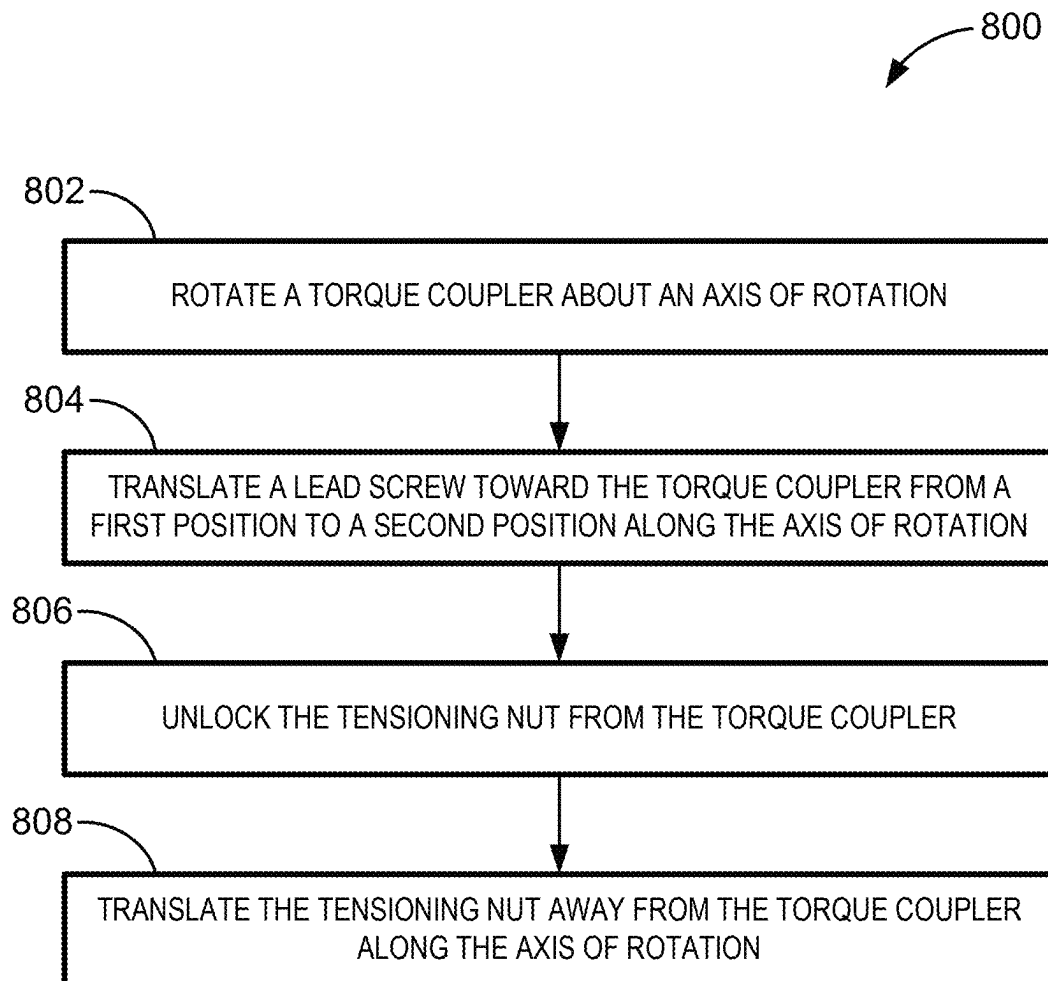 800
802
ROTATE A TORQUE COUPLER ABOUT AN AXIS OF ROTATION
804
TRANSLATE A LEAD SCREW TOWARD THE TORQUE COUPLER FROM A
FIRST POSITION TO A SECOND POSITION ALONG THE AXIS OF ROTATION
806
UNLOCK THE TENSIONING NUT FROM THE TORQUE COUPLER
808
TRANSLATE THE TENSIONING NUT AWAY FROM THE TORQUE COUPLER
ALONG THE AXIS OF ROTATION